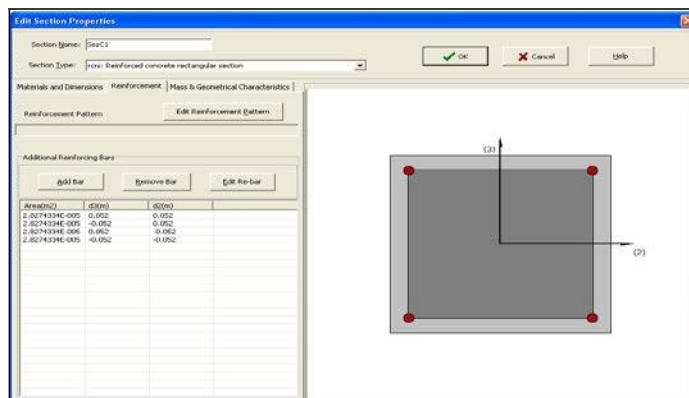 Edit Section Properties
Section Name: SezC1
Section Type: rcrs: Reinforced concrete rectangular section
OK
Cancel
Help
Materials and Dimensions Reinforcement Mass & Geometrical Characteristics
Reinforcement Pattern
Edit Reinforcement Pattern
Additional Reinforcing Bars
Add Bar
Remove Bar
Edit Re-bar
Area(m2) d3(m) d2(m)
2.8274334E-005 0.052 0.052
2.8274334E-005 -0.052 0.052
2.8274334E-005 0.052 -0.052
2.8274334E-005 -0.052 -0.052
(3)
(2)